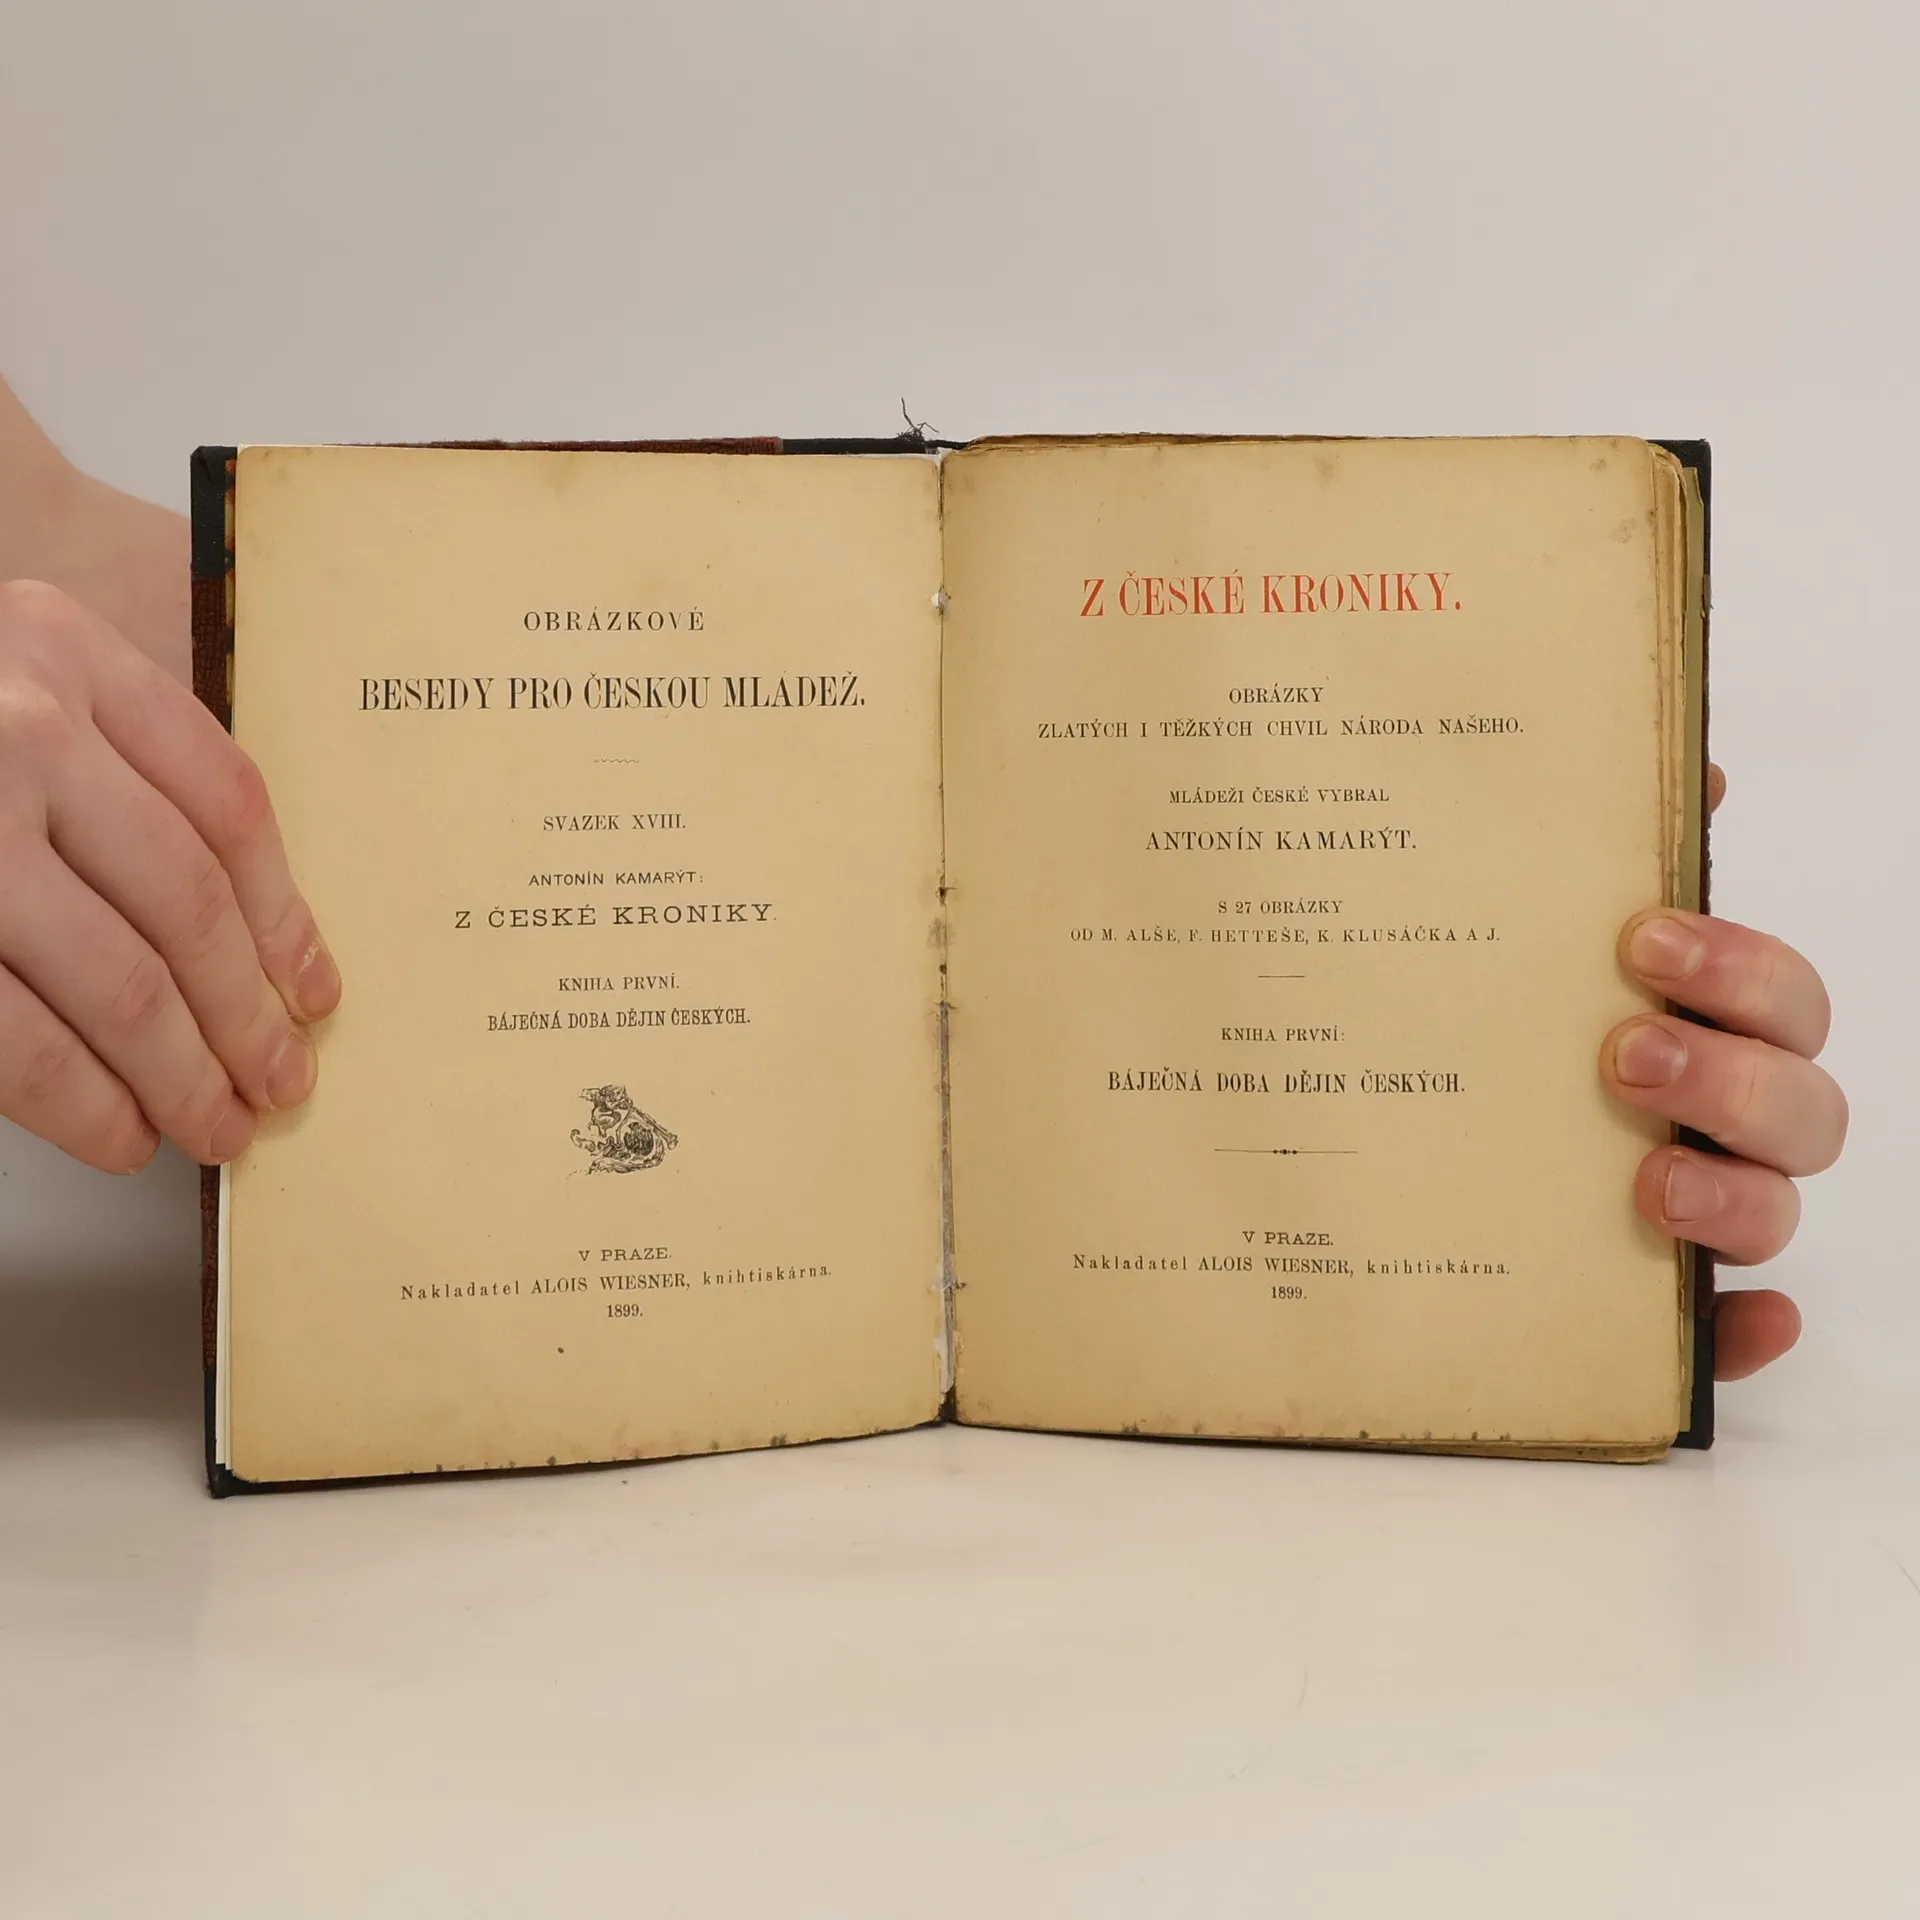 OBRÁZKOVÉ
BESEDY PRO ČESKOU MLÁDEŽ.
SVAZEK XVIII.
ANTONÍN KAMARÝT:
Z ČESKÉ KRONIKY.
KNIHA PRVNÍ.
BÁJEČNÁ DOBA DĚJIN ČESKÝCH.
V PRAZE.
Nakladatel ALOIS WIESNER, knihtiskárna.
1899.
Z ČESKÉ KRONIKY.
OBRÁZKY
ZLATÝCH I TĚŽKÝCH CHVIL NÁRODA NAŠEHO.
MLÁDEŽI ČESKÉ VYBRAL
ANTONÍN KAMARÝT.
S 27 OBRÁZKY
OD M. ALŠE, F. HETTEŠE, K. KLUSÁČKA A J.
KNIHA PRVNÍ:
BÁJEČNÁ DOBA DĚJIN ČESKÝCH.
V PRAZE.
Nakladatel ALOIS WIESNER, knihtiskárna.
1899.